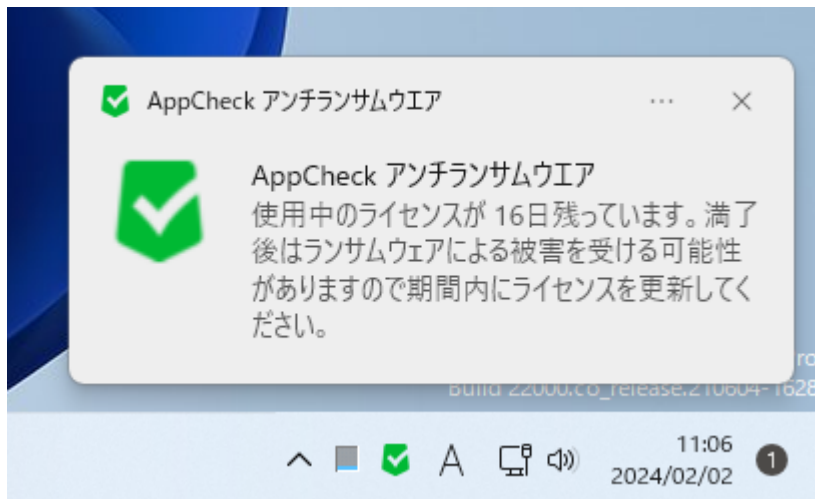 AppCheck アンチランサムウエア
AppCheck アンチランサムウエア
使用中のライセンスが 16日残っています。満了
後はランサムウェアによる被害を受ける可能性
がありますので期間内にライセンスを更新してく
ださい。
Build 22000.co_release.210604-1628
A
11:06
2024/02/02
1